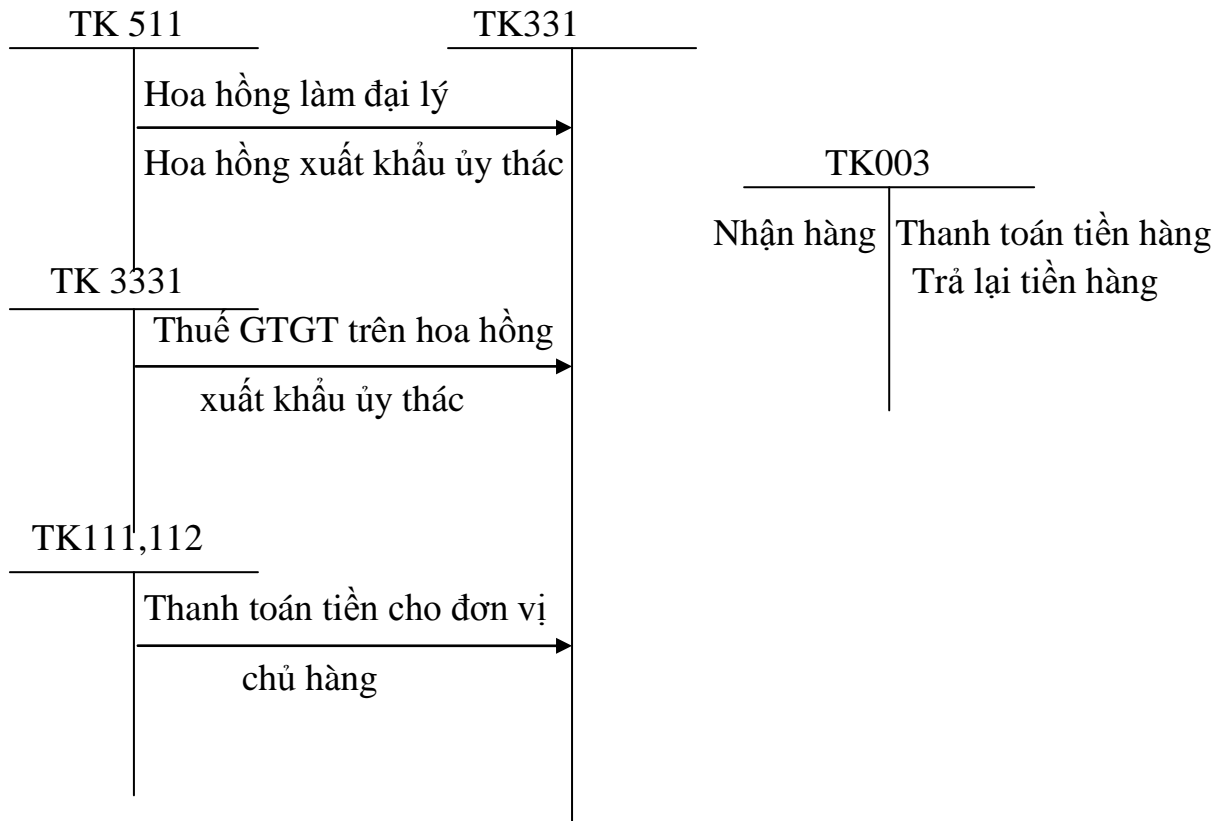 TK 511
TK331
Hoa hồng làm đại lý
Hoa hồng xuất khẩu ủy thác
TK003
Nhận hàng
Thanh toán tiền hàng
Trả lại tiền hàng
TK 3331
Thuế GTGT trên hoa hồng
xuất khẩu ủy thác
TK111,112
Thanh toán tiền cho đơn vị
chủ hàng